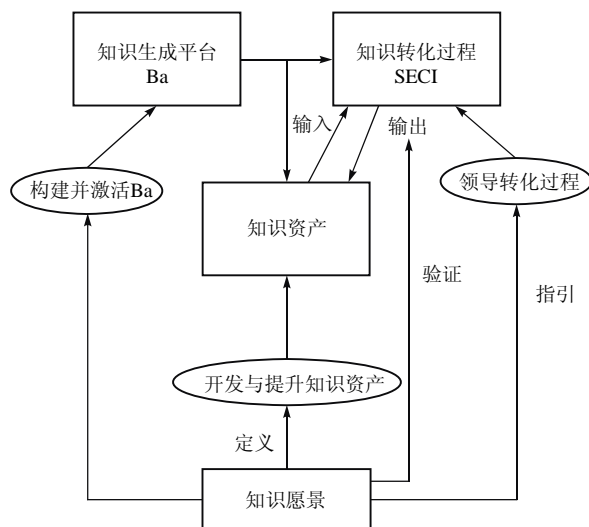 知识生成平台
Ba
知识转化过程
SECI
输入
输出
构建并激活Ba
领导转化过程
知识资产
验证
指引
开发与提升知识资产
定义
知识愿景